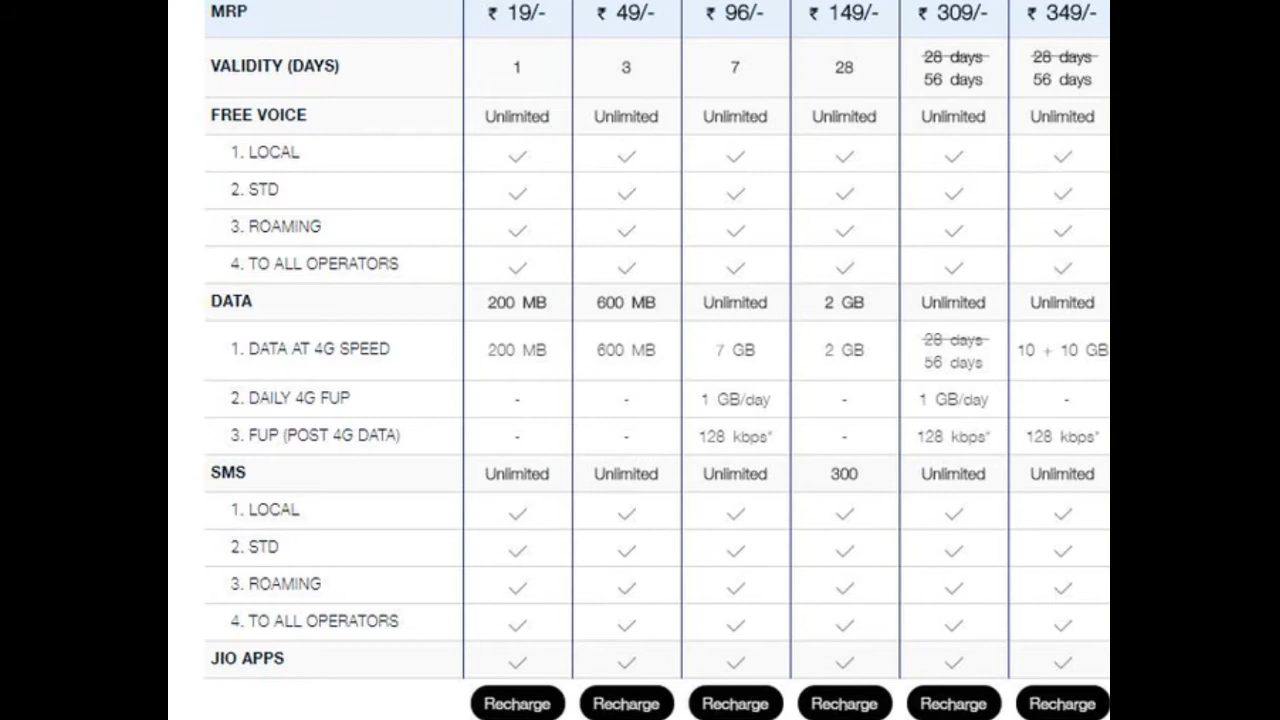 MRP ₹ 19/- ₹ 49/- ₹ 96/- ₹ 149/- ₹ 309/- ₹ 349/-
VALIDITY (DAYS) 1 3 7 28 28 days 56 days 28 days 56 days
FREE VOICE Unlimited Unlimited Unlimited Unlimited Unlimited Unlimited
1. LOCAL
2. STD
3. ROAMING
4. TO ALL OPERATORS
DATA 200 MB 600 MB Unlimited 2 GB Unlimited Unlimited
1. DATA AT 4G SPEED 200 MB 600 MB 7 GB 2 GB 28 days 56 days 10 + 10 GB
2. DAILY 4G FUP - - 1 GB/day - 1 GB/day -
3. FUP (POST 4G DATA) - - 128 kbps* - 128 kbps* 128 kbps*
SMS Unlimited Unlimited Unlimited 300 Unlimited Unlimited
1. LOCAL
2. STD
3. ROAMING
4. TO ALL OPERATORS
JIO APPS
Recharge Recharge Recharge Recharge Recharge Recharge